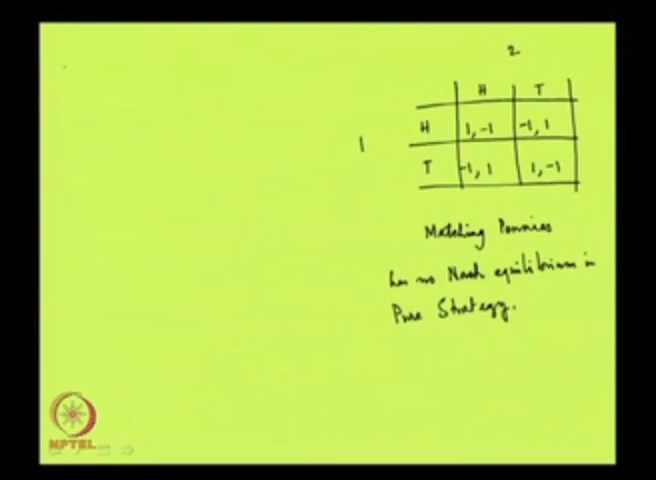 2
H T
H 1, -1 -1, 1
1
T -1, 1 1, -1
Matching Pennies
has no Nash equilibrium in
Pure Strategy.
NPTEL